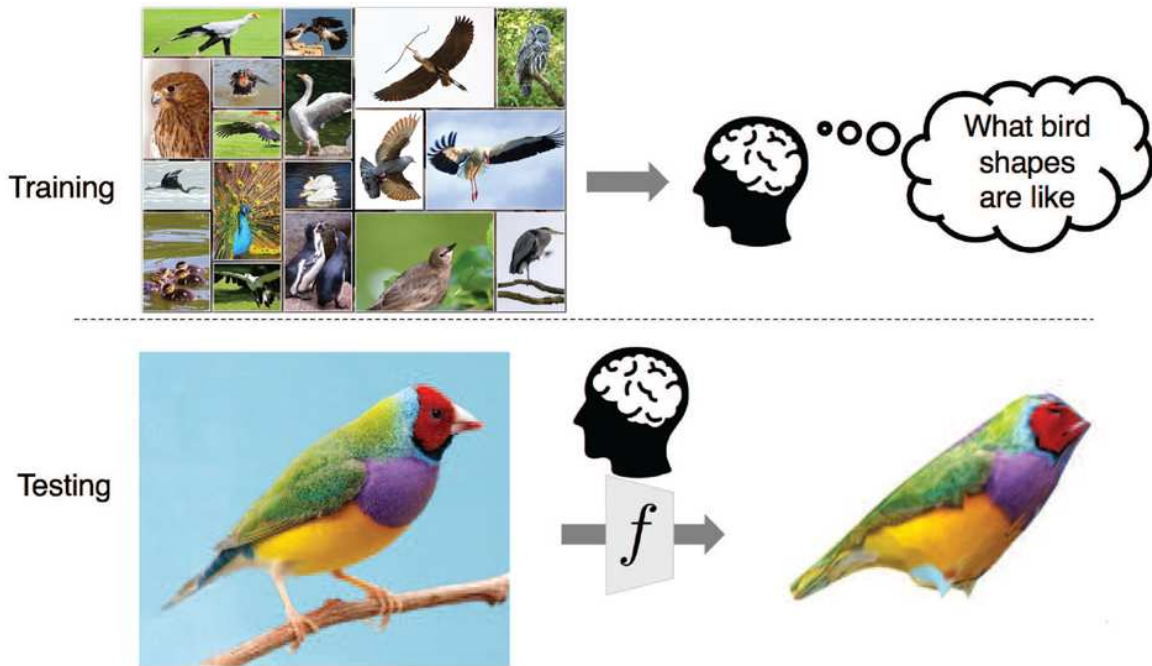 Training
What bird
shapes
are like
Testing
f